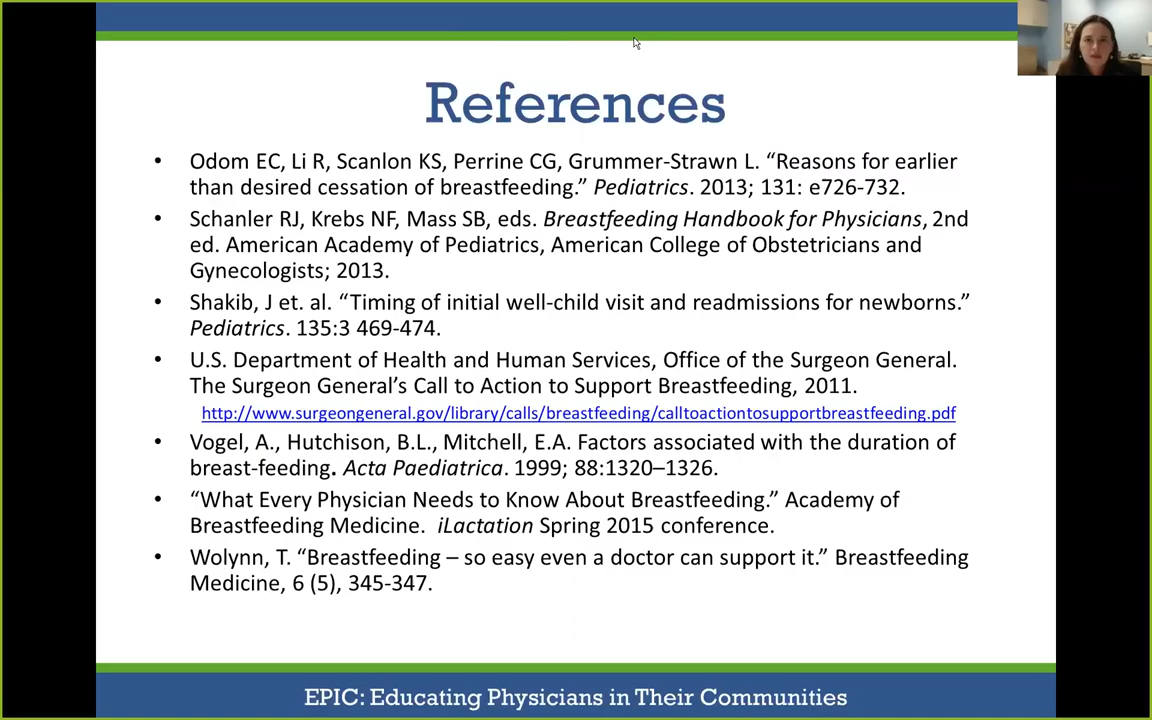 References
• Odom EC, Li R, Scanlon KS, Perrine CG, Grummer-Strawn L. “Reasons for earlier
than desired cessation of breastfeeding.” Pediatrics. 2013; 131: e726-732.
• Schanler RJ, Krebs NF, Mass SB, eds. Breastfeeding Handbook for Physicians, 2nd
ed. American Academy of Pediatrics, American College of Obstetricians and
Gynecologists; 2013.
• Shakib, J et. al. “Timing of initial well-child visit and readmissions for newborns.”
Pediatrics. 135:3 469-474.
• U.S. Department of Health and Human Services, Office of the Surgeon General.
The Surgeon General’s Call to Action to Support Breastfeeding, 2011.
http://www.surgeongeneral.gov/library/calls/breastfeeding/calltoactiontosupportbreastfeeding.pdf
• Vogel, A., Hutchison, B.L., Mitchell, E.A. Factors associated with the duration of
breast-feeding. Acta Paediatrica. 1999; 88:1320–1326.
• “What Every Physician Needs to Know About Breastfeeding.” Academy of
Breastfeeding Medicine. iLactation Spring 2015 conference.
• Wolynn, T. “Breastfeeding – so easy even a doctor can support it.” Breastfeeding
Medicine, 6 (5), 345-347.
EPIC: Educating Physicians in Their Communities